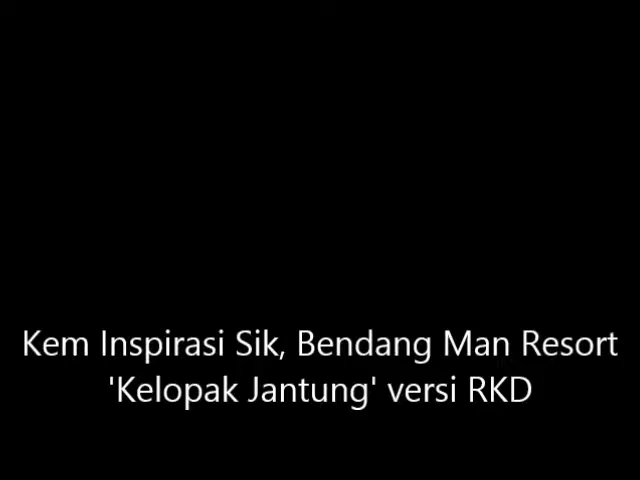 Kem Inspirasi Sik, Bendang Man Resort
'Kelopak Jantung' versi RKD